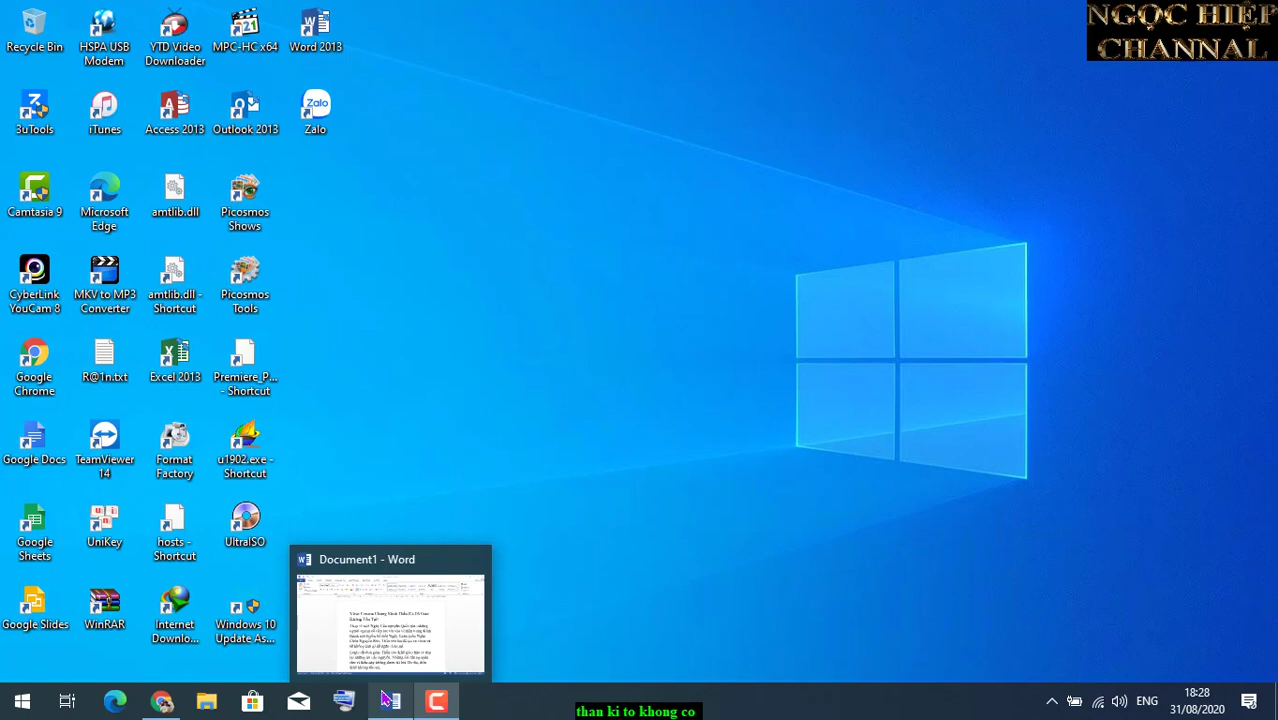 NGỌC HIỆP
CHANNAL
Recycle Bin
HSPA USB
Modem
YTD Video
Downloader
MPC-HC x64
Word 2013
3uTools
iTunes
Access 2013
Outlook 2013
Zalo
Zalo
Camtasia 9
Microsoft
Edge
amtlib.dll
Picosmos
Shows
CyberLink
YouCam 8
MKV to MP3
Converter
amtlib.dll -
Shortcut
Picosmos
Tools
Google
Chrome
R@1n.txt
Excel 2013
Premiere_P...
- Shortcut
Google Docs
TeamViewer
14
Format
Factory
u1902.exe -
Shortcut
Google
Sheets
UniKey
hosts -
Shortcut
UltraISO
Google Slides
WinRAR
Internet
Downlo...
Windows 10
Update As...
Document1 - Word
ENG
18:28
31/08/2020
than ki to khong co